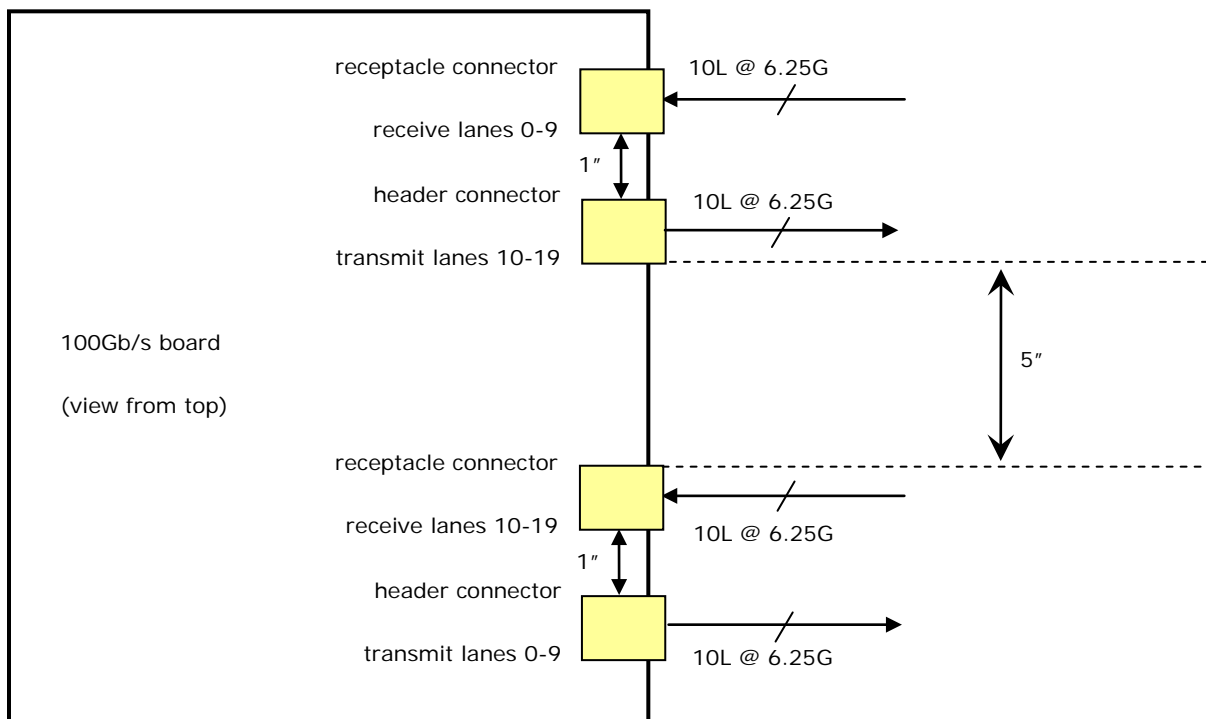 receptacle connector
10L @ 6.25G
receive lanes 0-9
1"
header connector
10L @ 6.25G
transmit lanes 10-19
100Gb/s board
5"
(view from top)
receptacle connector
receive lanes 10-19
10L @ 6.25G
1"
header connector
transmit lanes 0-9
10L @ 6.25G